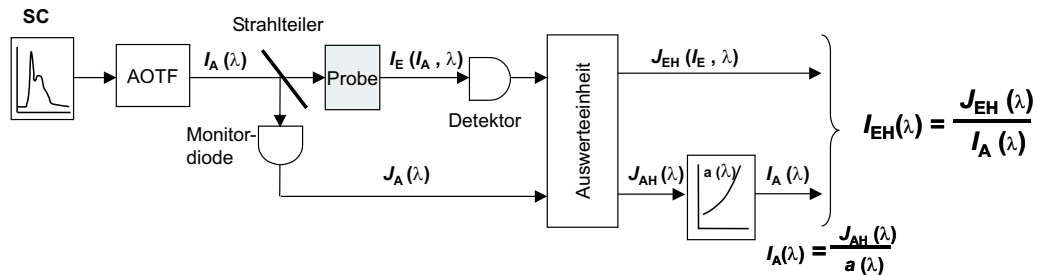 SC
Strahlteiler
AOTF
I_A (λ)
Probe
I_E (I_A , λ)
Detektor
Monitor-
diode
J_A (λ)
Auswerteeinheit
J_EH (I_E , λ)
J_AH (λ)
a (λ)
I_A (λ)
I_EH(λ) = J_EH (λ) / I_A (λ)
I_A(λ) = J_AH (λ) / a (λ)